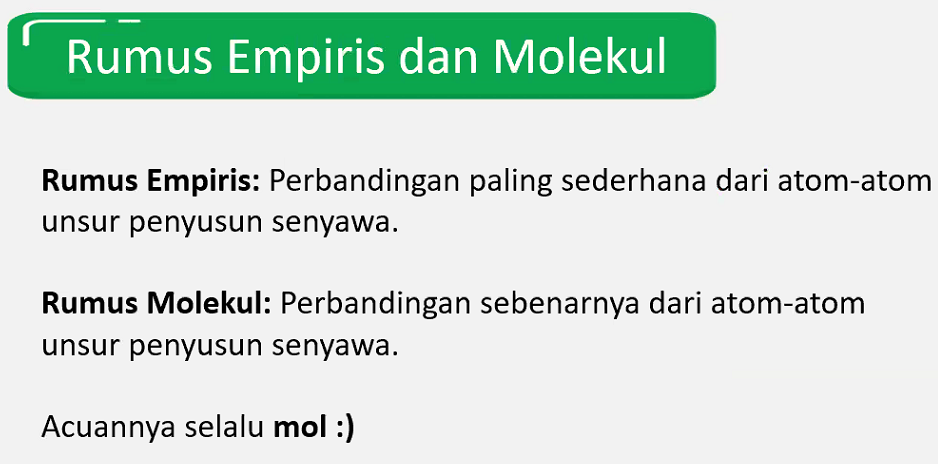 Rumus Empiris dan Molekul
Rumus Empiris: Perbandingan paling sederhana dari atom-atom
unsur penyusun senyawa.
Rumus Molekul: Perbandingan sebenarnya dari atom-atom
unsur penyusun senyawa.
Acuannya selalu mol :)